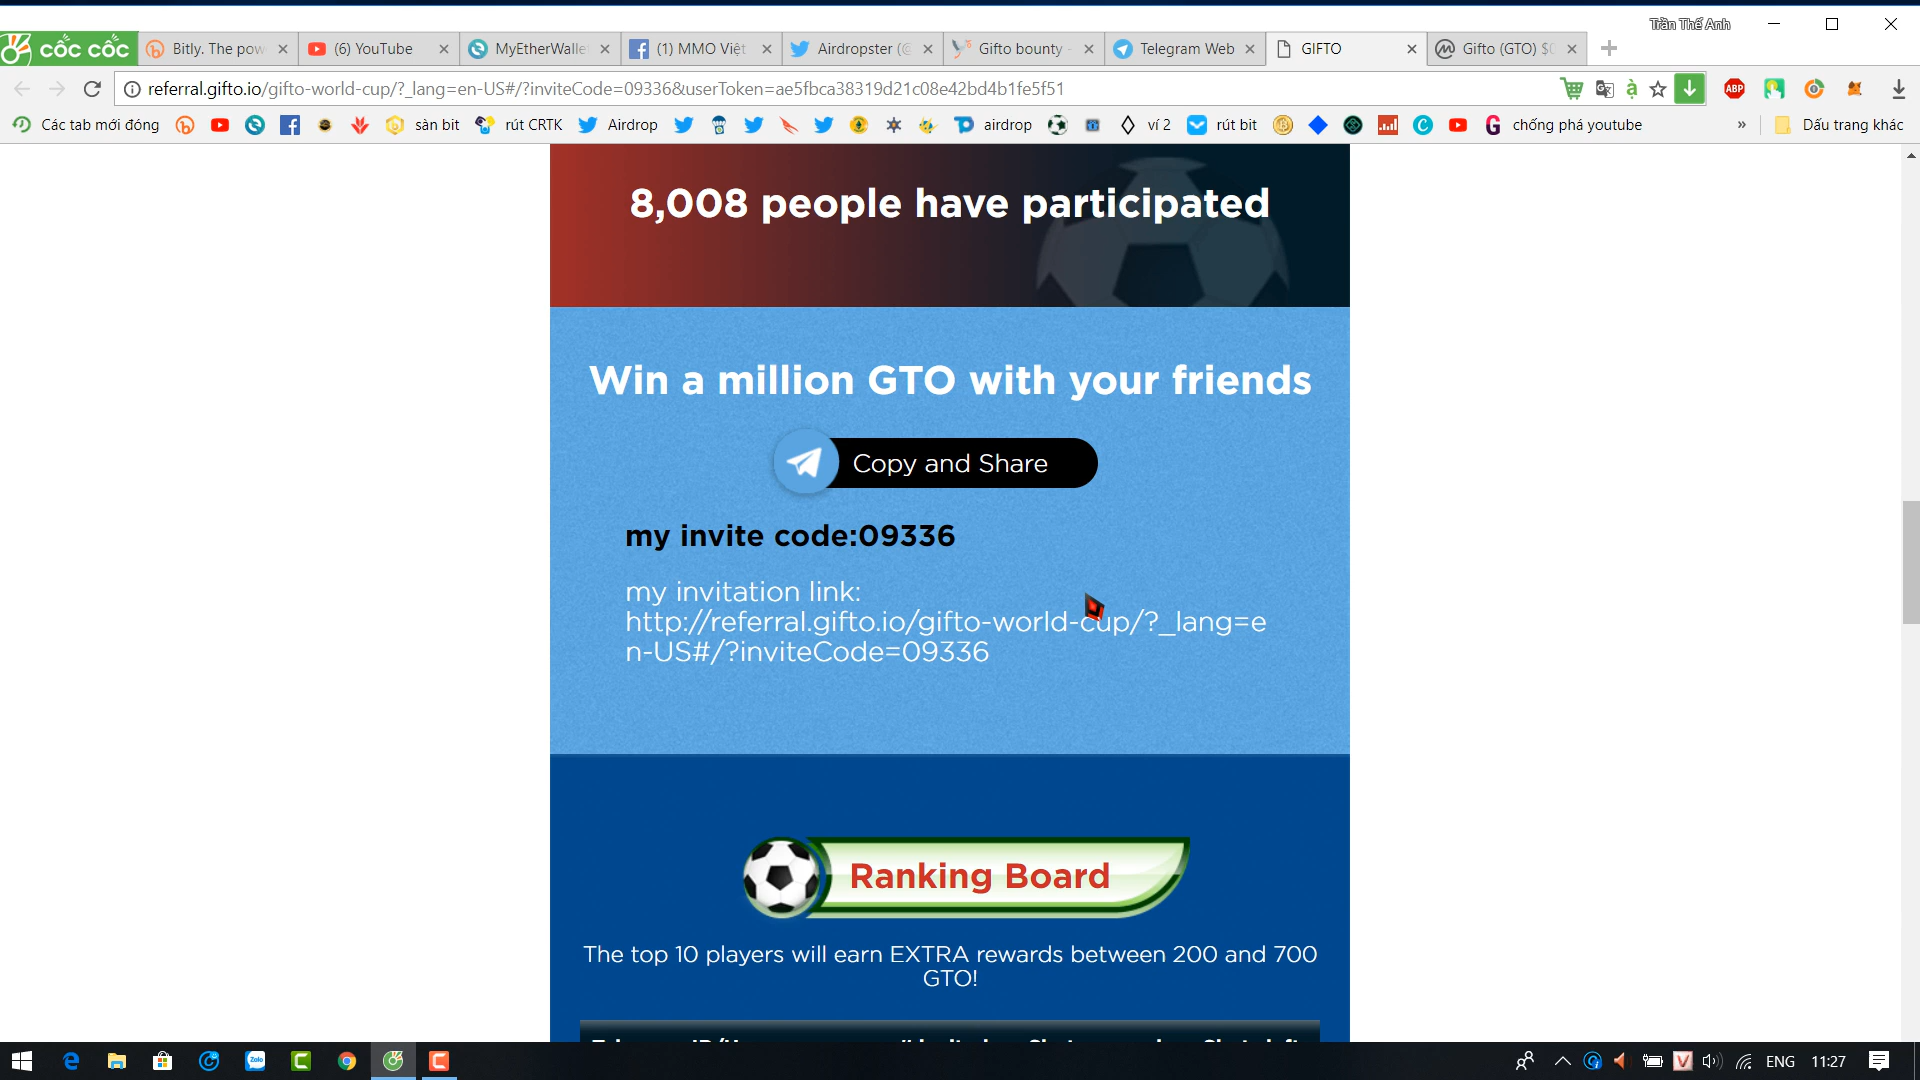 Trần Thế Anh
cốc cốc
Bitly. The pow
(6) YouTube
MyEtherWalle
(1) MMO Việt
Airdropster (@
Gifto bounty -
Telegram Web
GIFTO
Gifto (GTO) $0
referral.gifto.io/gifto-world-cup/?_lang=en-US#/?inviteCode=09336&userToken=ae5fbca38319d21c08e42bd4b1fe5f51
ABP
Các tab mới đóng
sàn bit
rút CRTK
Airdrop
airdrop
ví 2
rút bit
chống phá youtube
»
Dấu trang khác
8,008 people have participated
Win a million GTO with your friends
Copy and Share
my invite code:09336
my invitation link:
http://referral.gifto.io/gifto-world-cup/?_lang=e
n-US#/?inviteCode=09336
Ranking Board
The top 10 players will earn EXTRA rewards between 200 and 700
GTO!
Zalo
ENG
11:27